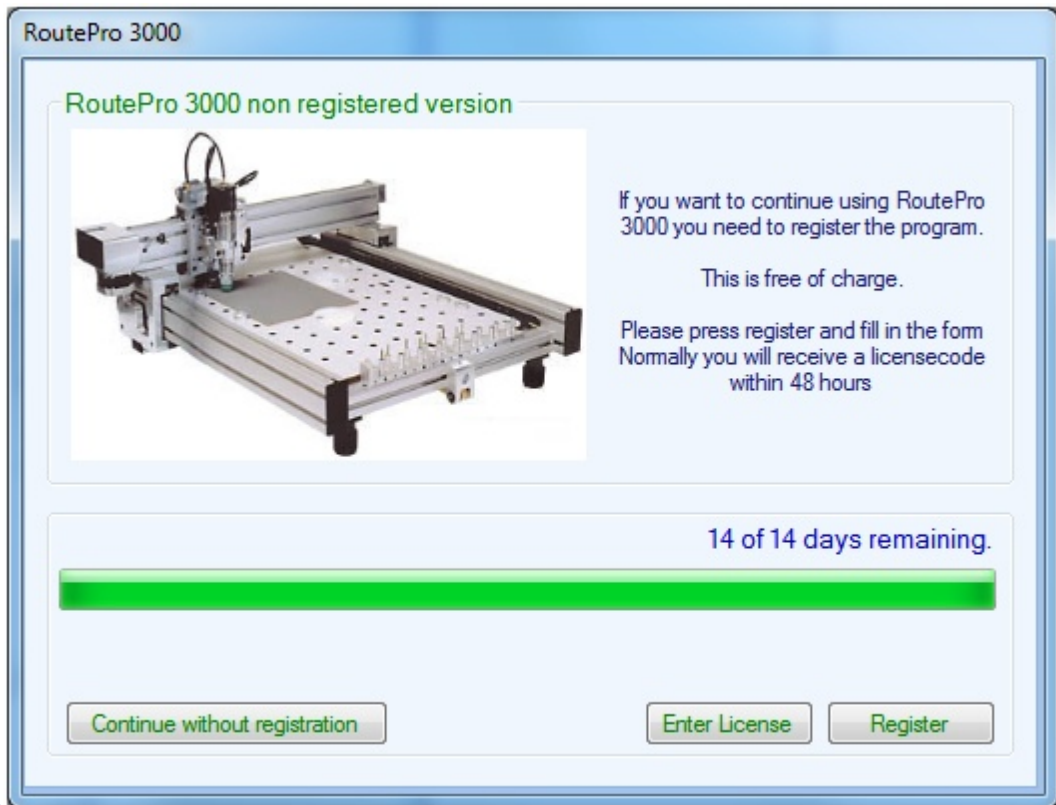 RoutePro 3000
RoutePro 3000 non registered version
If you want to continue using RoutePro
3000 you need to register the program.
This is free of charge.
Please press register and fill in the form
Normally you will receive a licensecode
within 48 hours
14 of 14 days remaining.
Continue without registration
Enter License
Register